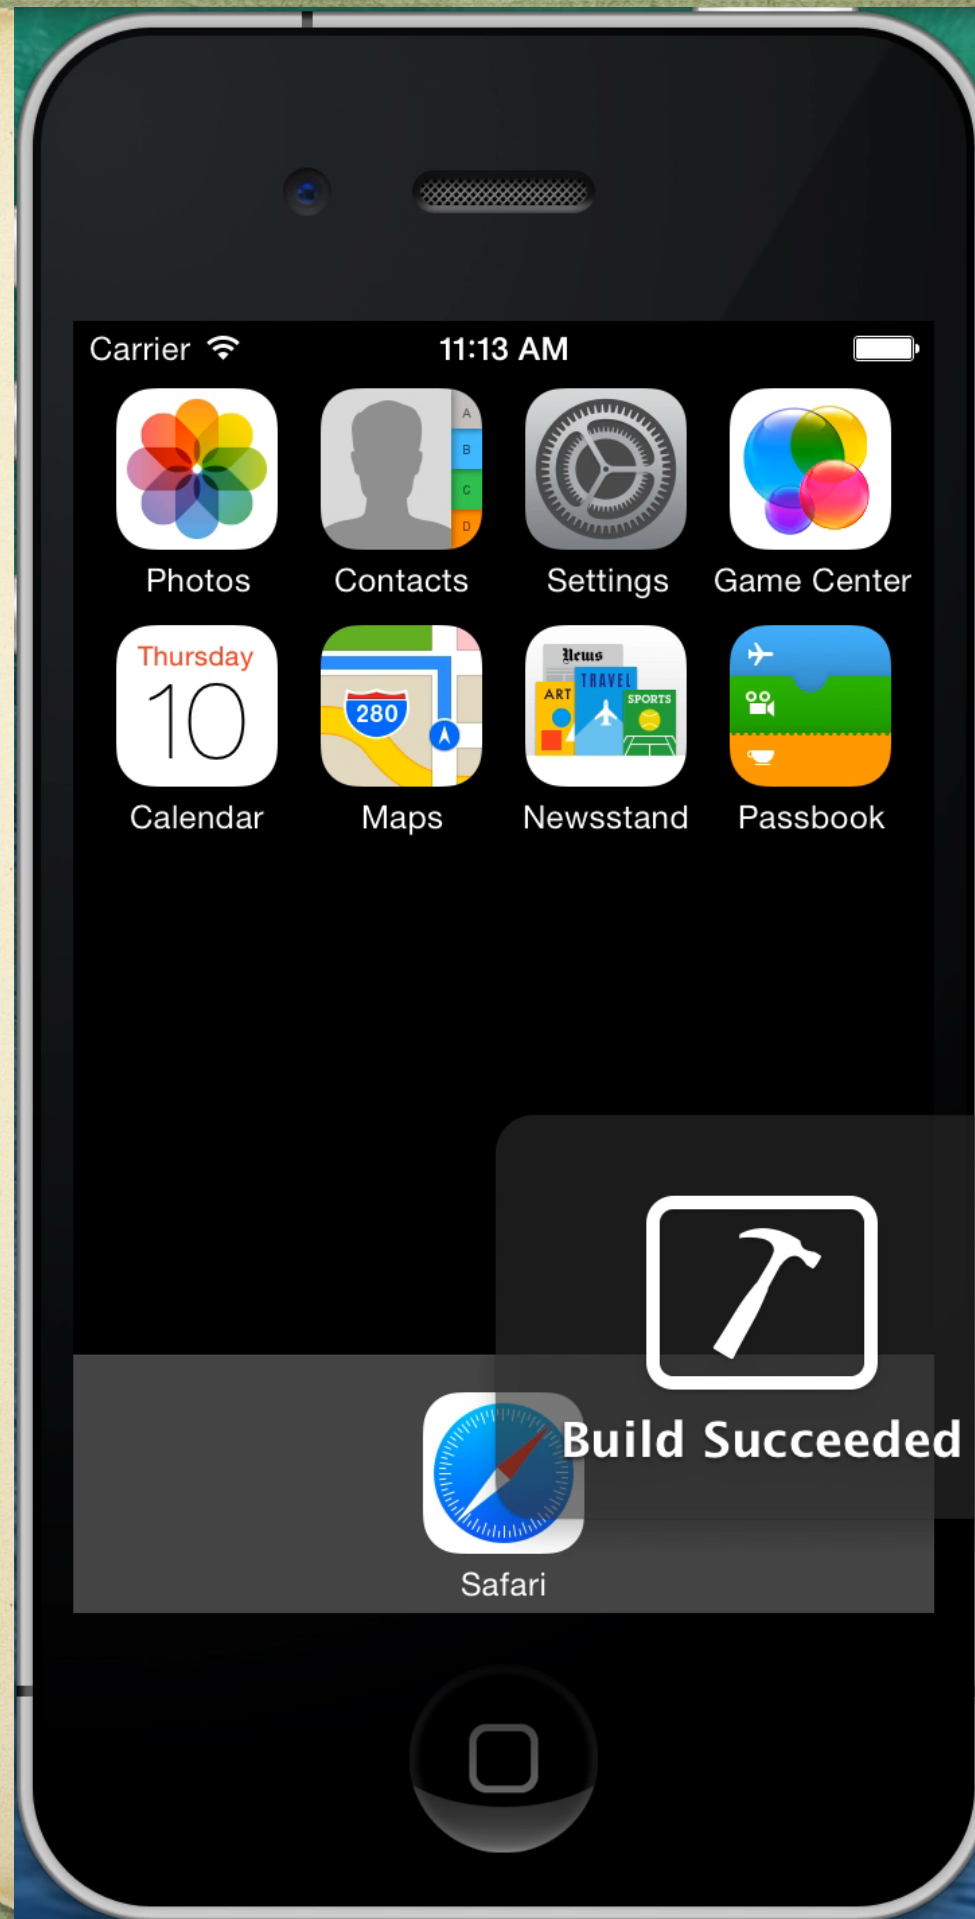 Carrier 11:13 AM
A
B
C
D
Photos Contacts Settings Game Center
Thursday
10
280
News
ART TRAVEL SPORTS
Calendar Maps Newsstand Passbook
Build Succeeded
Safari